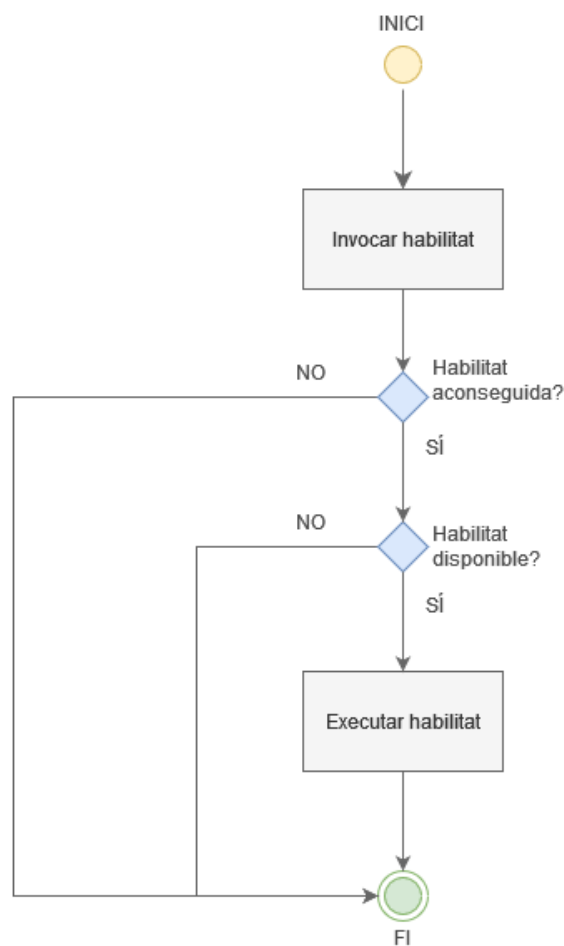 INICI
Invocar habilitat
NO
Habilitat
aconseguida?
SÍ
NO
Habilitat
disponible?
SÍ
Executar habilitat
FI